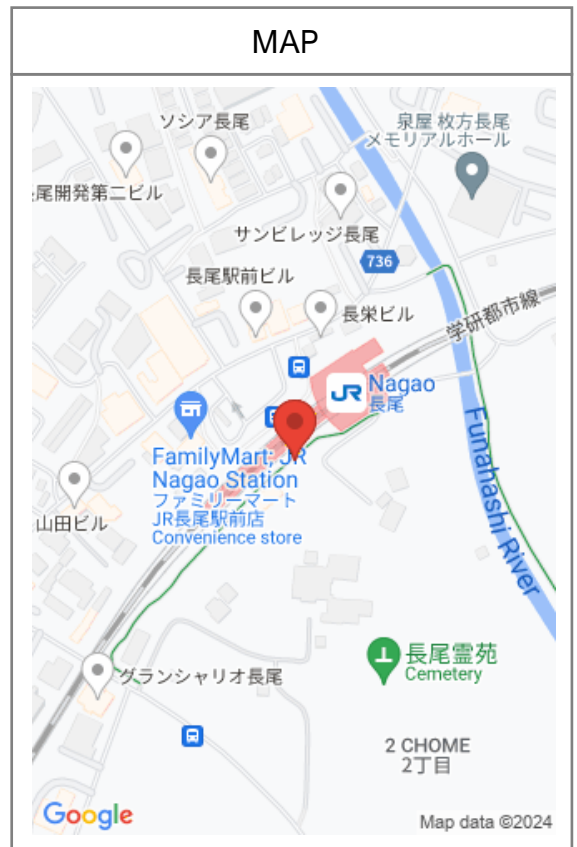 MAP
ソシア長尾
泉屋 枚方長尾
メモリアルホール
尾開発第二ビル
サンビレッジ長尾
736
長尾駅前ビル
長栄ビル
学研都市線
JR
Nagao
長尾
FamilyMart; JR
Nagao Station
ファミリーマート
JR長尾駅前店
Convenience store
Funahashi River
山田ビル
グランシャリオ長尾
長尾霊苑
Cemetery
2 CHOME
2丁目
Google
Map data ©2024